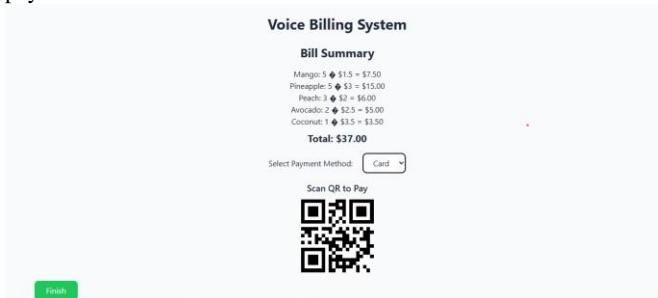 Voice Billing System
Bill Summary
Mango: 5 � $1.5 = $7.50
Pineapple: 5 � $3 = $15.00
Peach: 3 � $2 = $6.00
Avocado: 2 � $2.5 = $5.00
Coconut: 1 � $3.5 = $3.50
Total: $37.00
Select Payment Method: Card
Scan QR to Pay
Finish